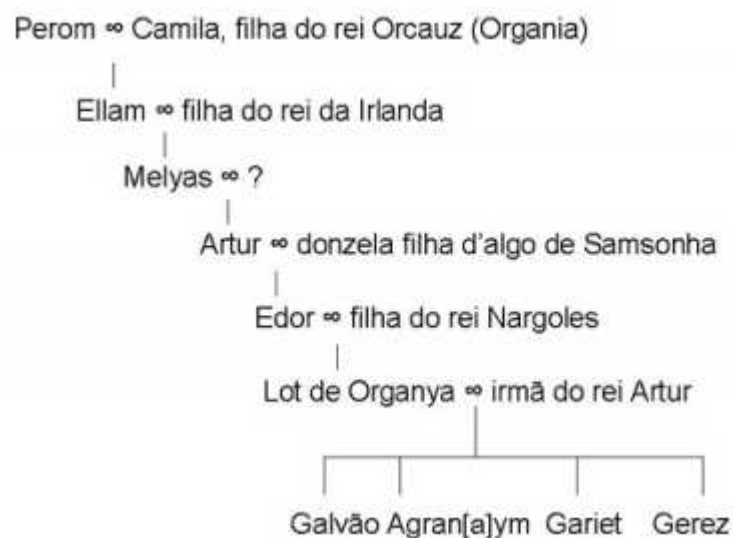 Perom ∞ Camila, filha do rei Orcauz (Organia)
Ellam ∞ filha do rei da Irlanda
Melyas ∞ ?
Artur ∞ donzela filha d'algo de Samsonha
Edor ∞ filha do rei Nargoles
Lot de Organya ∞ irmã do rei Artur
Galvão Agran[a]ym Gariet Gerez